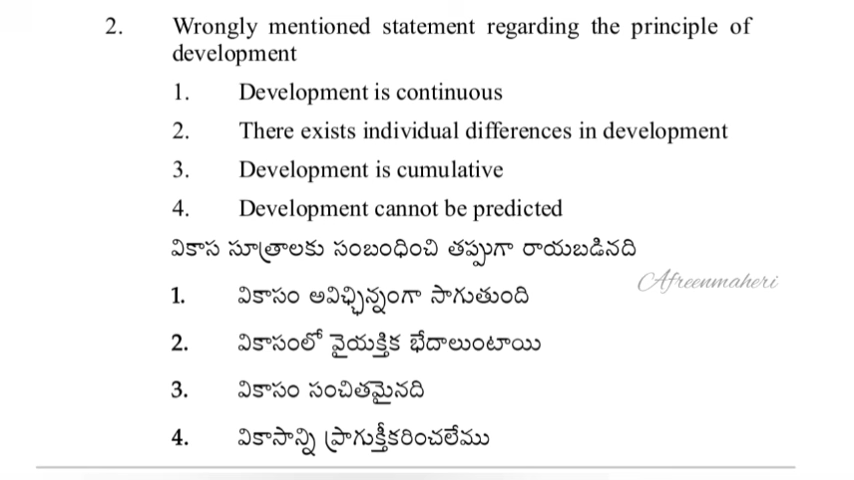 2. Wrongly mentioned statement regarding the principle of
development
1. Development is continuous
2. There exists individual differences in development
3. Development is cumulative
4. Development cannot be predicted
వికాస సూత్రాలకు సంబంధించి తప్పుగా రాయబడినది
Afreenmaheri
1. వికాసం అవిచ్ఛిన్నంగా సాగుతుంది
2. వికాసంలో వైయక్తిక భేదాలుంటాయి
3. వికాసం సంచితమైనది
4. వికాసాన్ని ప్రాగుక్తీకరించలేము